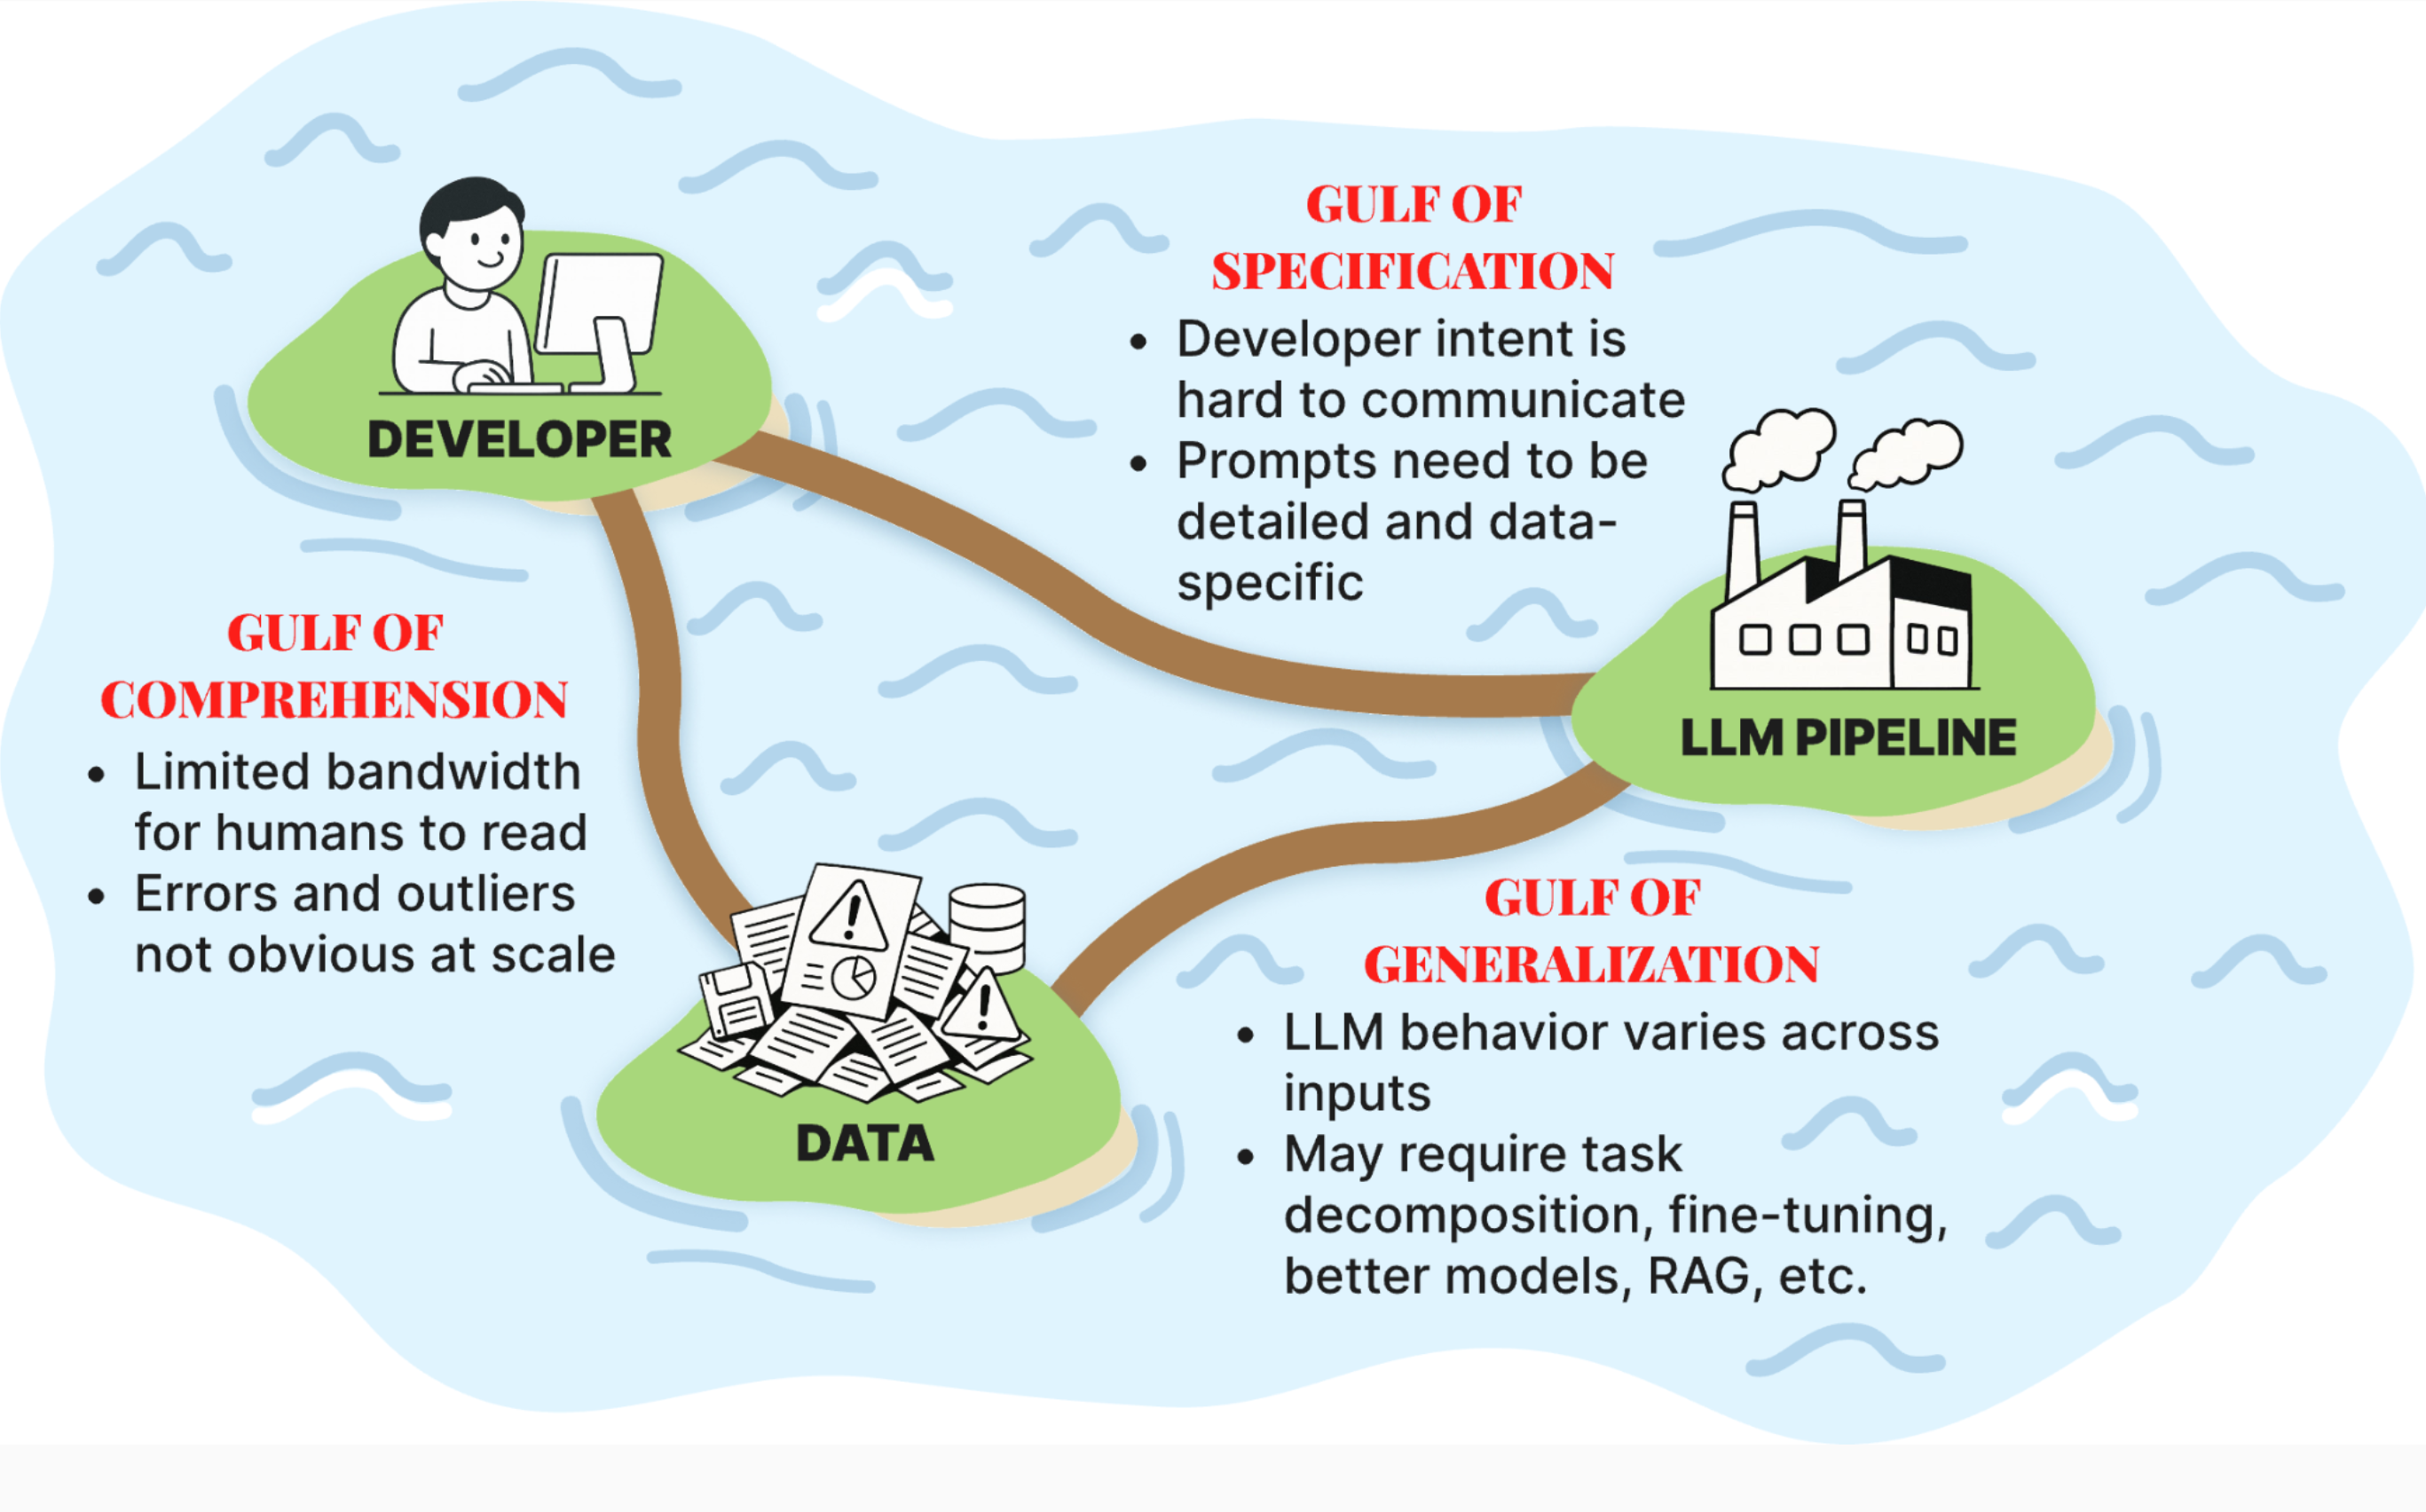 GULF OF
SPECIFICATION
• Developer intent is
hard to communicate
• Prompts need to be
detailed and data-
specific
DEVELOPER
GULF OF
COMPREHENSION
• Limited bandwidth
for humans to read
• Errors and outliers
not obvious at scale
LLM PIPELINE
GULF OF
GENERALIZATION
• LLM behavior varies across
inputs
• May require task
decomposition, fine-tuning,
better models, RAG, etc.
DATA